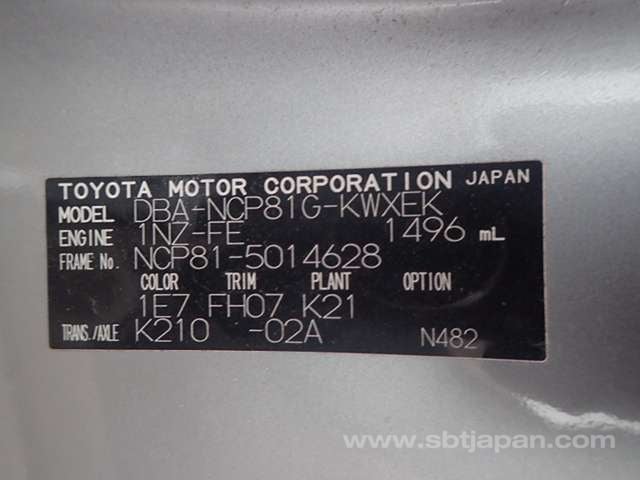 TOYOTA MOTOR CORPORATION JAPAN
MODEL DBA-NCP81G-KWXEK
ENGINE 1NZ-FE 1496 mL
FRAME No. NCP81-5014628
COLOR TRIM PLANT OPTION
1E7 FH07 K21
TRANS./AXLE K210 -02A N482
www.sbtjapan.com